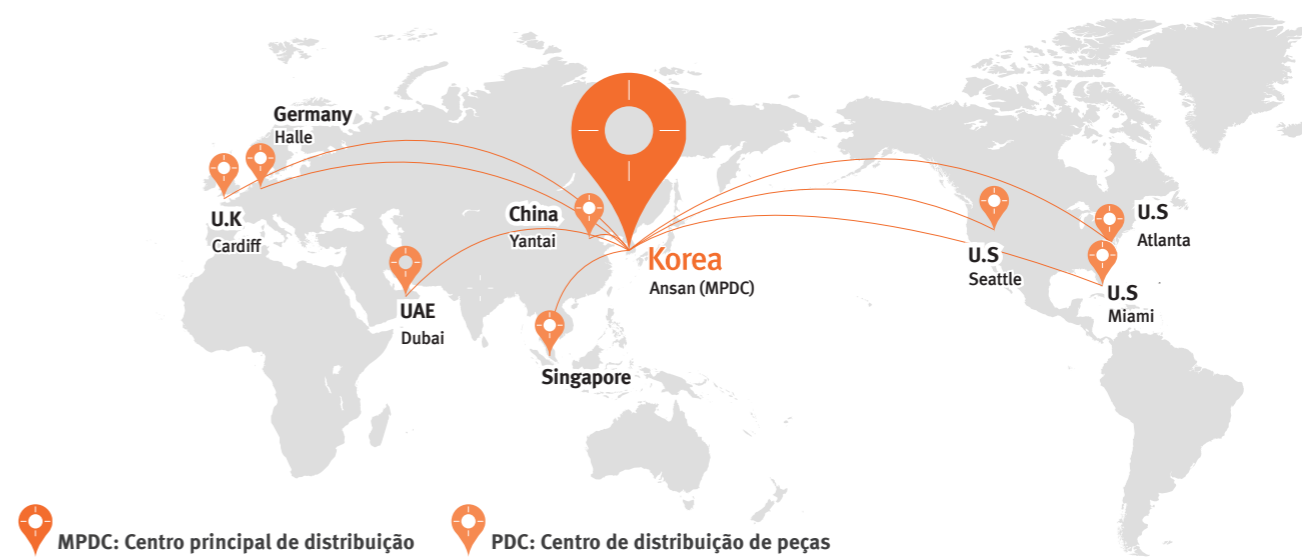 Germany
Halle
U.K
Cardiff
China
Yantai
UAE
Dubai
Korea
Ansan (MPDC)
Singapore
U.S
Seattle
U.S
Atlanta
U.S
Miami
MPDC: Centro principal de distribuição
PDC: Centro de distribuição de peças